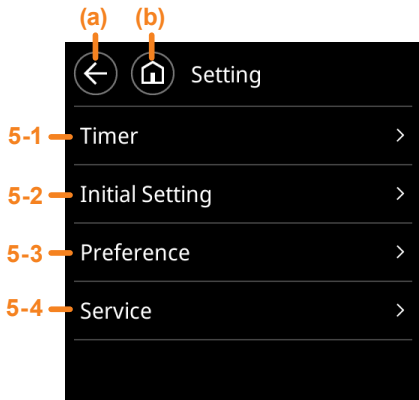 (a) (b)
Setting
5-1 Timer
5-2 Initial Setting
5-3 Preference
5-4 Service